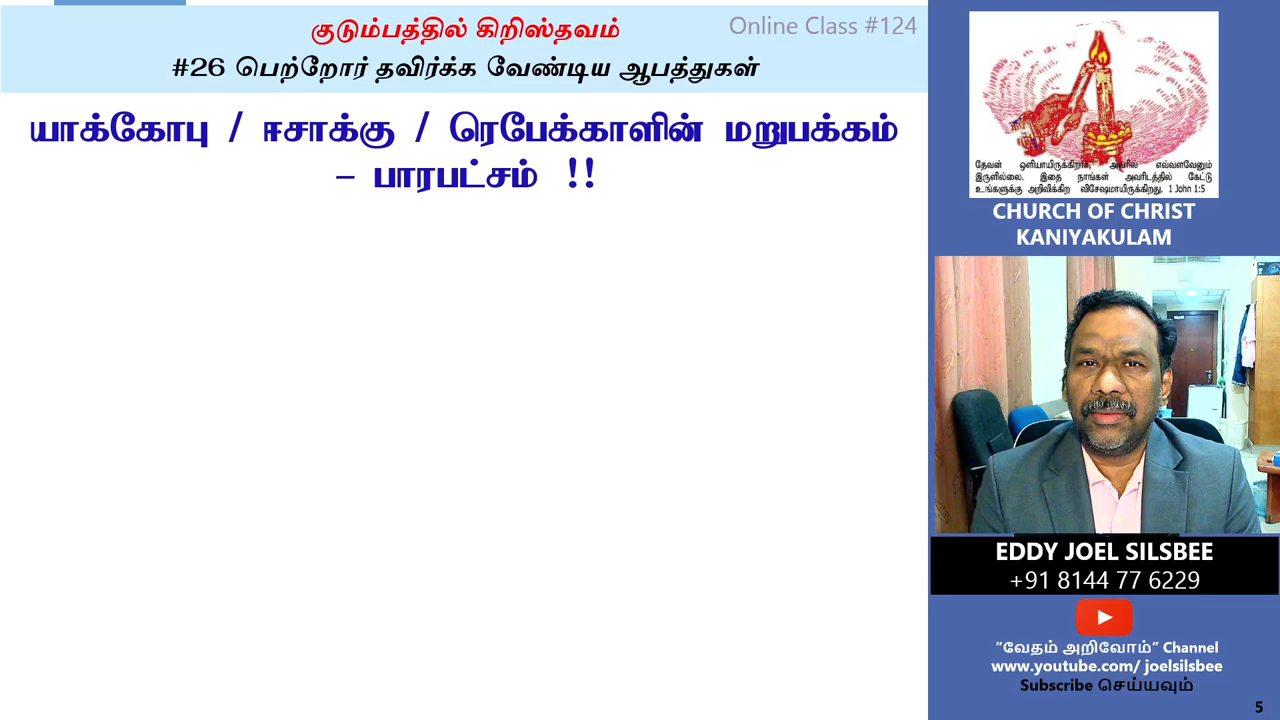 குடும்பத்தில் கிறிஸ்தவம்
Online Class #124
#26 பெற்றோர் தவிர்க்க வேண்டிய ஆபத்துகள்
யாக்கோபு / ஈசாக்கு / ரெபேக்காளின் மறுபக்கம்
- பாரபட்சம் !!
தேவன் ஒளியாயிருக்கிறார், அவரில் எவ்வளவேனும்
இருளில்லை. இதை நாங்கள் அவரிடத்தில் கேட்டு
உங்களுக்கு அறிவிக்கிற விசேஷமாயிருக்கிறது. 1 John 1:5
CHURCH OF CHRIST
KANIYAKULAM
EDDY JOEL SILSBEE
+91 8144 77 6229
"வேதம் அறிவோம்" Channel
www.youtube.com/ joelsilsbee
Subscribe செய்யவும்
5